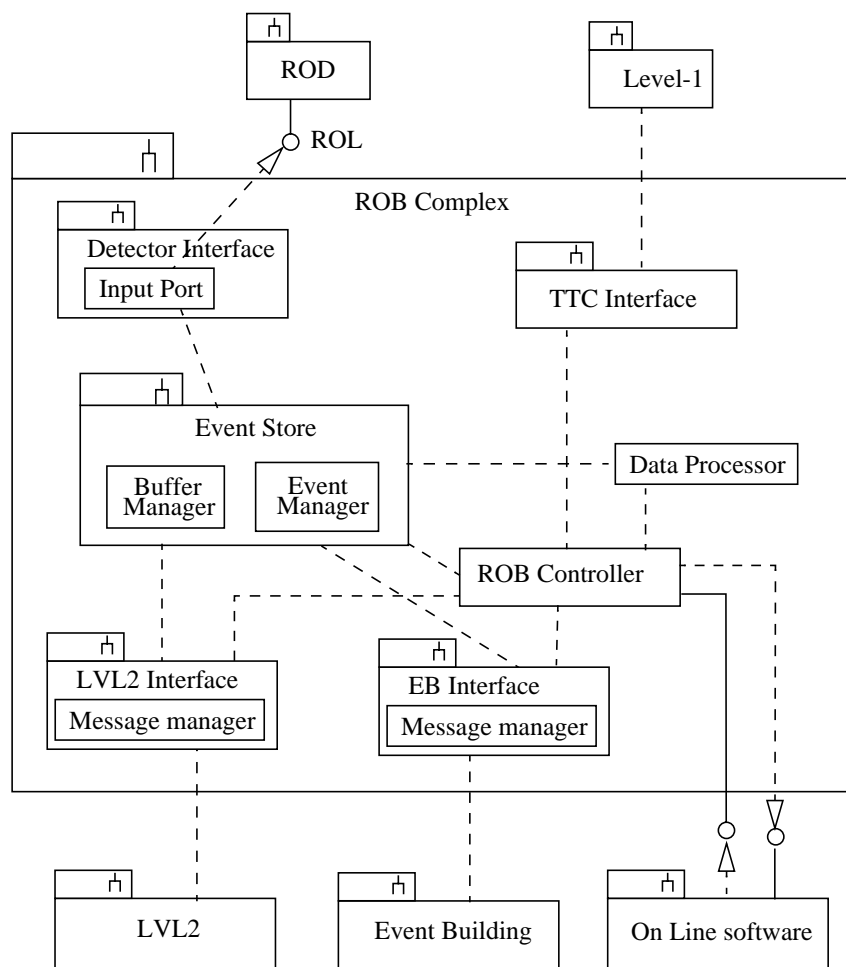 ROD
Level-1
ROL
ROB Complex
Detector Interface
Input Port
TTC Interface
Event Store
Buffer
Manager
Event
Manager
Data Processor
ROB Controller
LVL2 Interface
Message manager
EB Interface
Message manager
LVL2
Event Building
On Line software